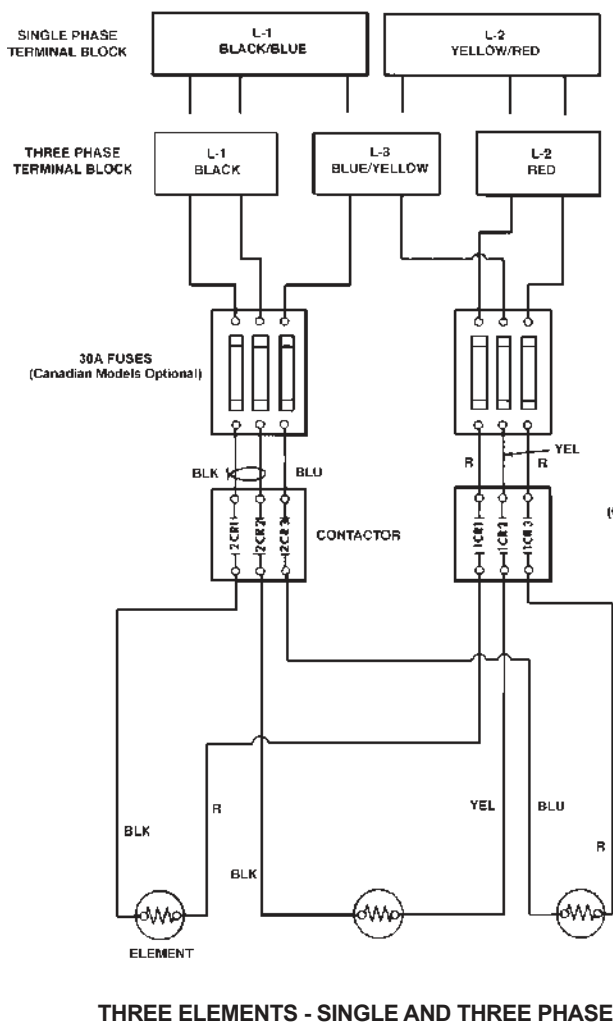 SINGLE PHASE
TERMINAL BLOCK
L-1
BLACK/BLUE
L-2
YELLOW/RED
THREE PHASE
TERMINAL BLOCK
L-1
BLACK
L-3
BLUE/YELLOW
L-2
RED
30A FUSES
(Canadian Models Optional)
BLK
BLU
R
R
YEL
2CR1
2CR2
2CR3
CONTACTOR
1CR1
1CR2
1CR3
(
BLK
R
BLK
YEL
BLU
R
ELEMENT
THREE ELEMENTS - SINGLE AND THREE PHASE